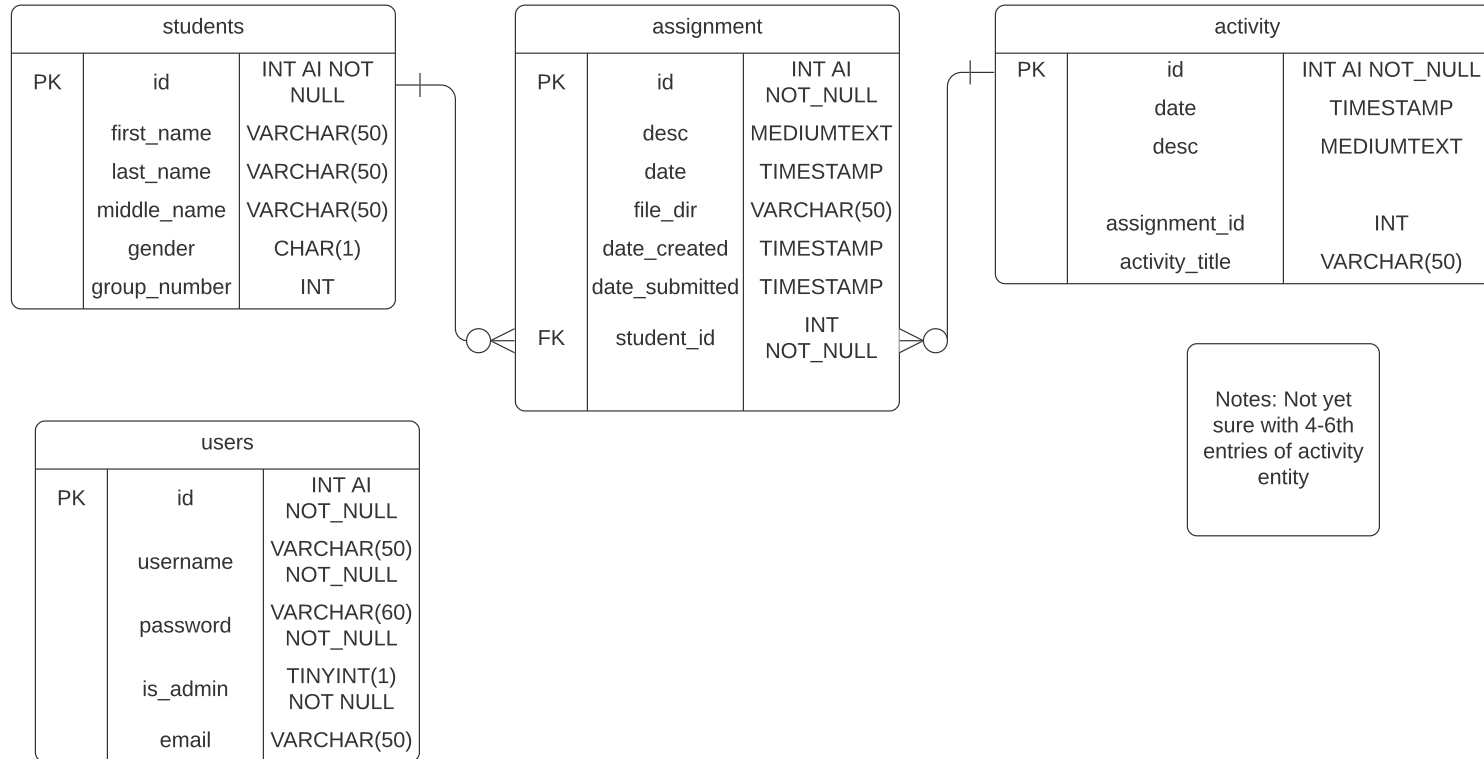 students
PK id INT AI NOT
NULL
first_name VARCHAR(50)
last_name VARCHAR(50)
middle_name VARCHAR(50)
gender CHAR(1)
group_number INT
assignment
PK id INT AI
NOT_NULL
desc MEDIUMTEXT
date TIMESTAMP
file_dir VARCHAR(50)
date_created TIMESTAMP
date_submitted TIMESTAMP
FK student_id INT
NOT_NULL
activity
PK id INT AI NOT_NULL
date TIMESTAMP
desc MEDIUMTEXT
assignment_id INT
activity_title VARCHAR(50)
Notes: Not yet
sure with 4-6th
entries of activity
entity
users
PK id INT AI
NOT_NULL
username VARCHAR(50)
NOT_NULL
password VARCHAR(60)
NOT_NULL
is_admin TINYINT(1)
NOT NULL
email VARCHAR(50)